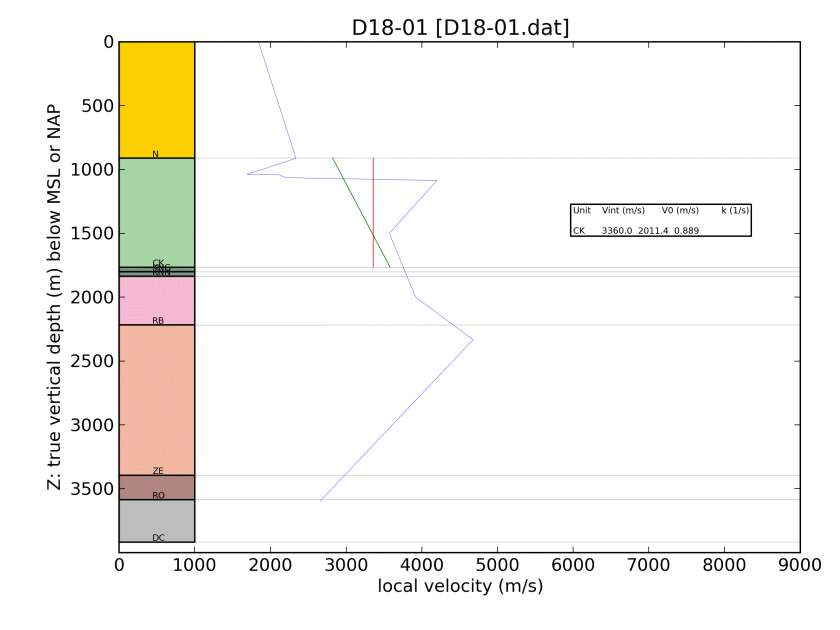 D18-01 [D18-01.dat]
Z: true vertical depth (m) below MSL or NAP
0
500
1000
1500
2000
2500
3000
3500
N
CK
RB
ZE
RO
DC
Unit Vint (m/s) V0 (m/s) k (1/s)
CK 3360.0 2011.4 0.889
0 1000 2000 3000 4000 5000 6000 7000 8000 9000
local velocity (m/s)